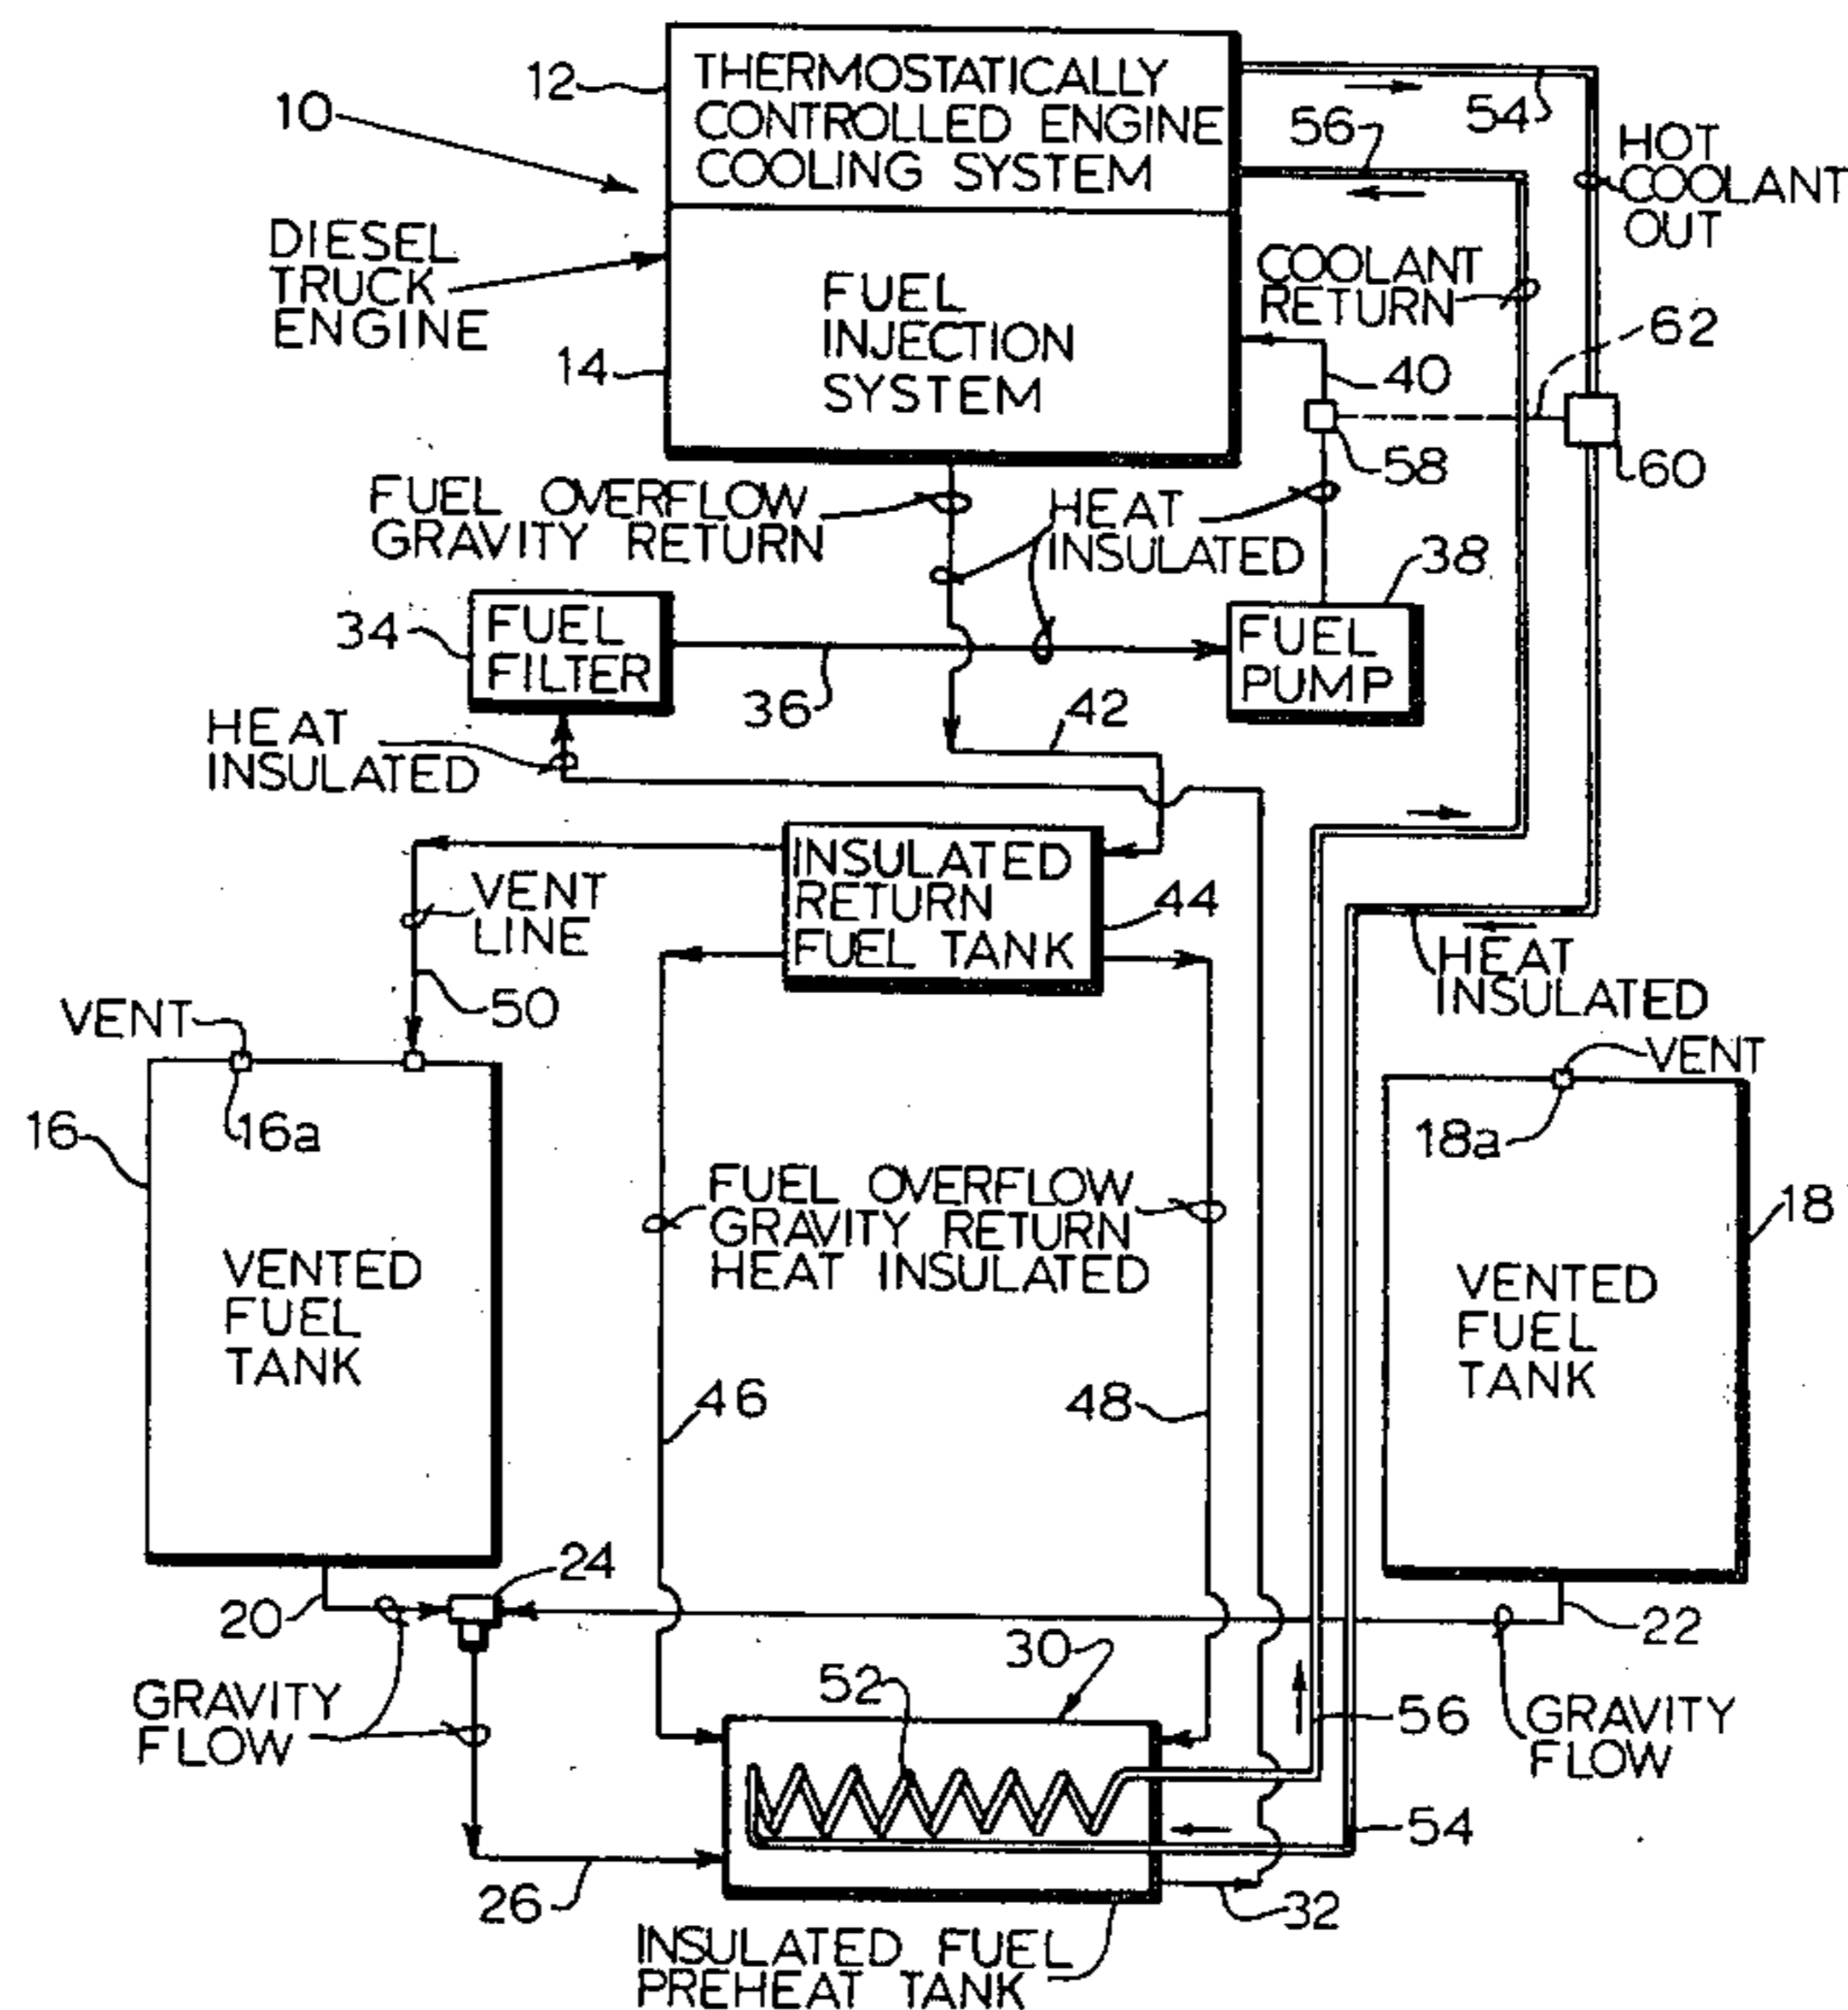 12
THERMOSTATICALLY
CONTROLLED ENGINE
COOLING SYSTEM
10
54
56
HOT
COOLANT
OUT
DIESEL
TRUCK
ENGINE
FUEL
INJECTION
SYSTEM
14
COOLANT
RETURN
62
40
58
60
FUEL OVERFLOW
GRAVITY RETURN
HEAT
INSULATED
38
34
FUEL
FILTER
36
FUEL
PUMP
HEAT
INSULATED
42
INSULATED
RETURN
FUEL TANK
44
VENT
LINE
50
HEAT
INSULATED
VENT
16
16a
VENT
18a
18
FUEL OVERFLOW
GRAVITY RETURN
HEAT INSULATED
VENTED
FUEL
TANK
VENTED
FUEL
TANK
46
48
20
24
22
GRAVITY
FLOW
52
30
56
GRAVITY
FLOW
54
26
32
INSULATED FUEL
PREHEAT TANK